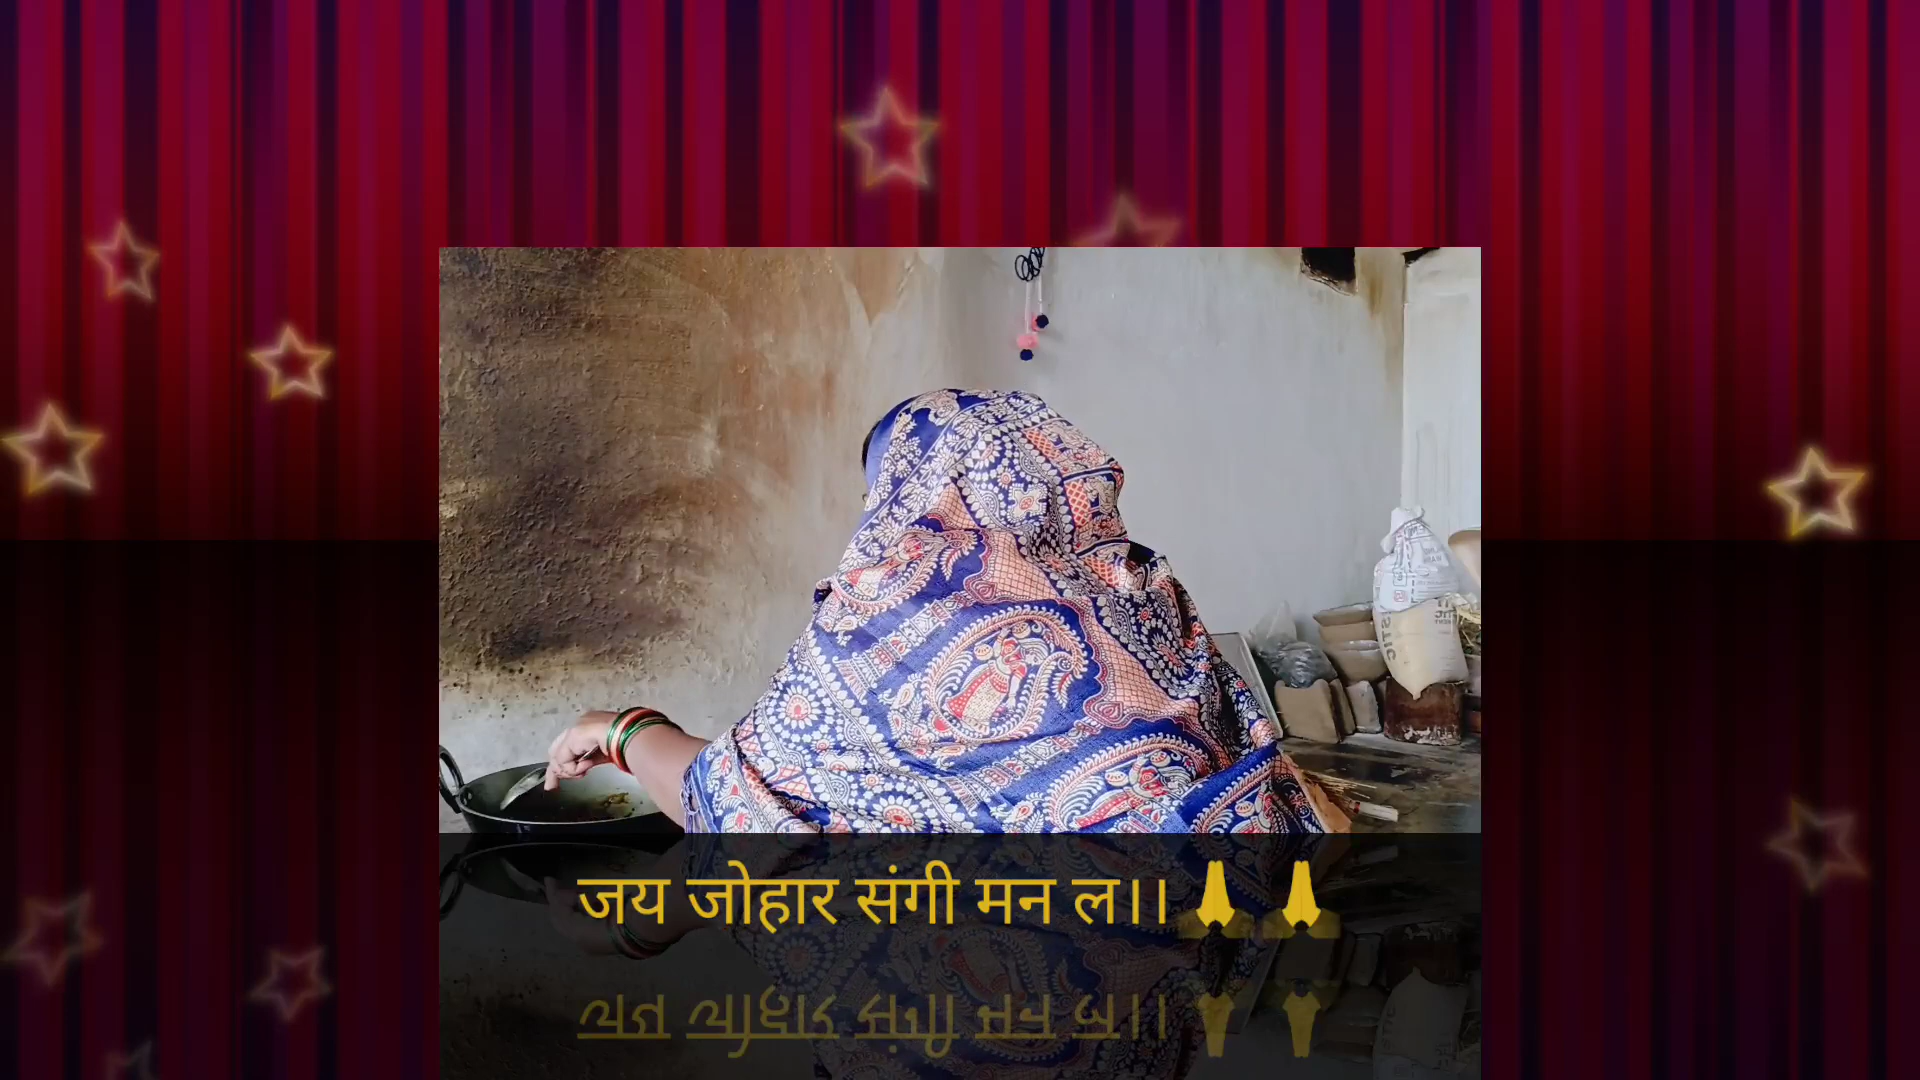 जय जोहार संगी मन ल।। 🙏 🙏